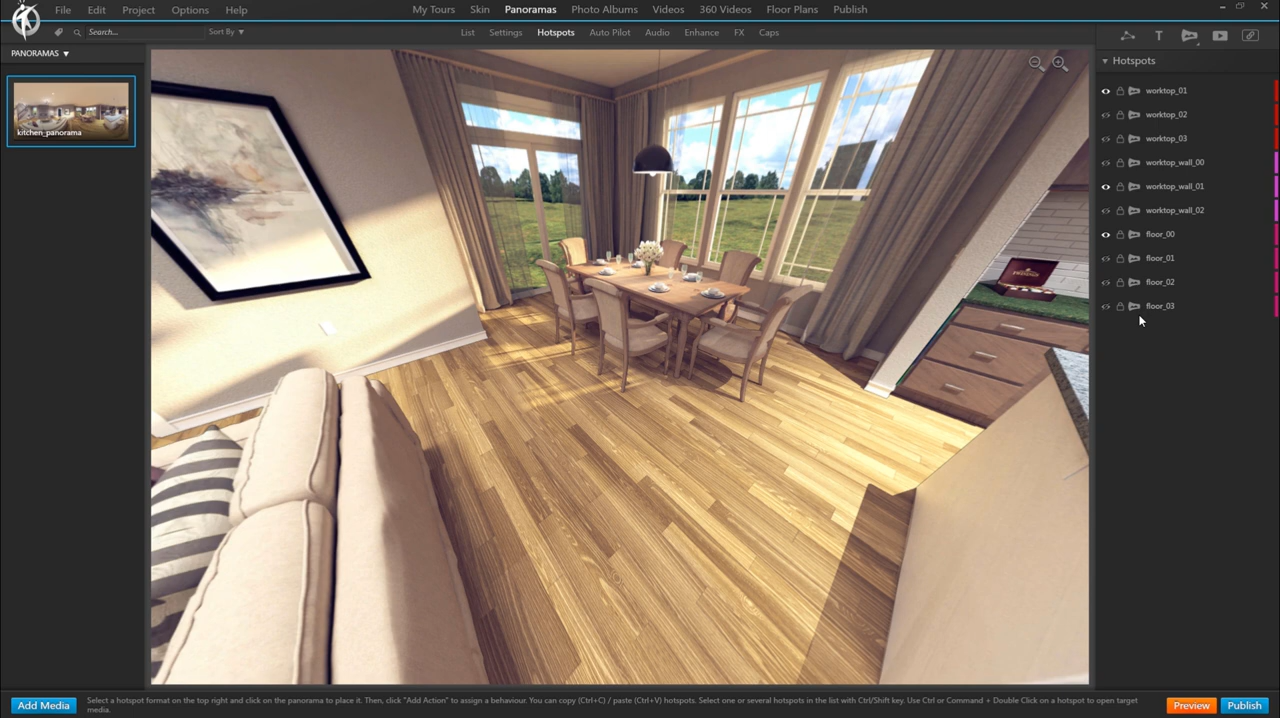 File Edit Project Options Help My Tours Skin Panoramas Photo Albums Videos 360 Videos Floor Plans Publish
Search... Sort By List Settings Hotspots Auto Pilot Audio Enhance FX Caps T
PANORAMAS
Hotspots
kitchen_panorama
worktop_01
worktop_02
worktop_03
worktop_wall_00
worktop_wall_01
worktop_wall_02
floor_00
floor_01
floor_02
floor_03
Add Media
Select a hotspot format on the top right and click on the panorama to place it. Then, click "Add Action" to assign a behaviour. You can copy (Ctrl+C) / paste (Ctrl+V) hotspots. Select one or several hotspots in the list with Ctrl/Shift key. Use Ctrl or Command + Double Click on a hotspot to open target
media.
Preview Publish